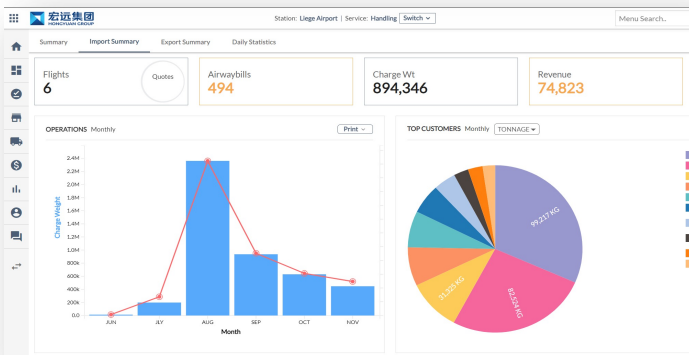 宏远集团
HONGYUAN GROUP
Station: Liege Airport | Service: Handling Switch
Menu Search..
Summary Import Summary Export Summary Daily Statistics
Flights
6
Quotes
Airwaybills
494
Charge Wt
894,346
Revenue
74,823
OPERATIONS Monthly
Print
2.4M
2.2M
2.0M
1.8M
1.6M
1.4M
1.2M
1.0M
800k
600k
400k
200k
0.0
Charge Weight
JUN JLY AUG SEP OCT NOV
Month
TOP CUSTOMERS Monthly TONNAGE
99,217 KG
82,524 KG
31,325 KG